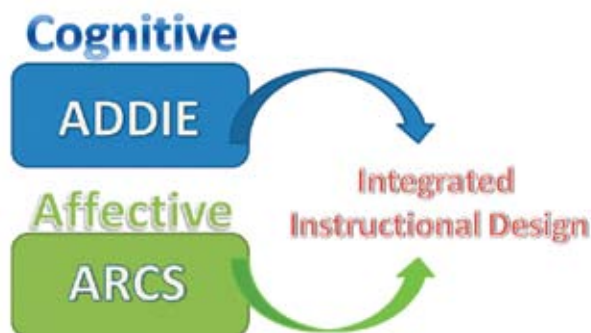 Cognitive
ADDIE
Affective
ARCS
Integrated
Instructional Design